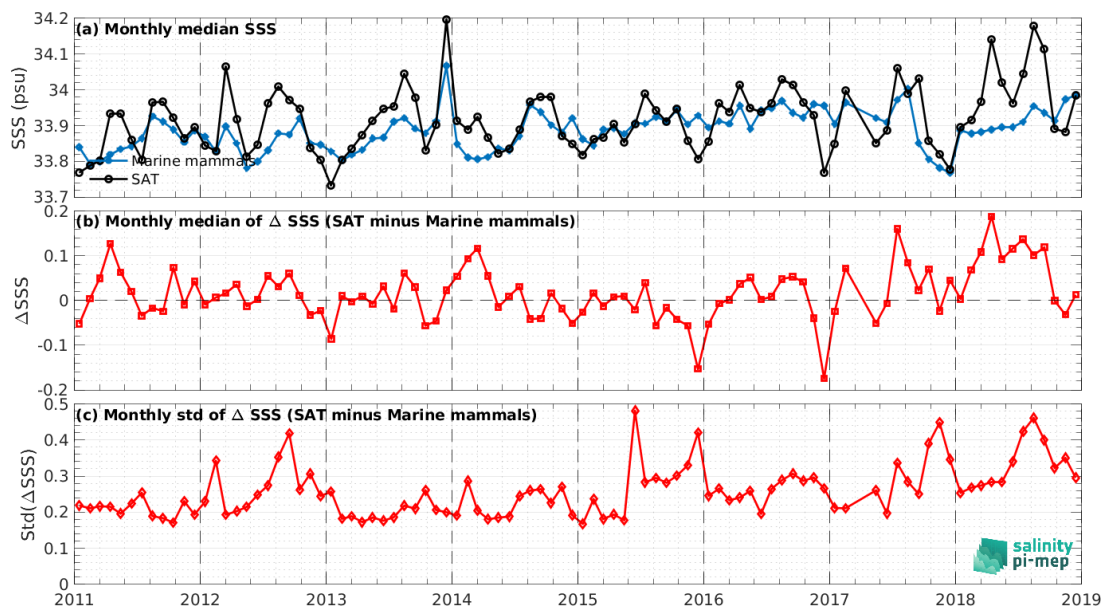 (a) Monthly median SSS
34.2
34.1
34
33.9
33.8
33.7
SSS (psu)
Marine mammals
SAT
(b) Monthly median of Δ SSS (SAT minus Marine mammals)
0.2
0.1
0
-0.1
-0.2
ΔSSS
(c) Monthly std of Δ SSS (SAT minus Marine mammals)
0.5
0.4
0.3
0.2
0.1
0
Std(ΔSSS)
salinity
pi-mep
2011 2012 2013 2014 2015 2016 2017 2018 2019